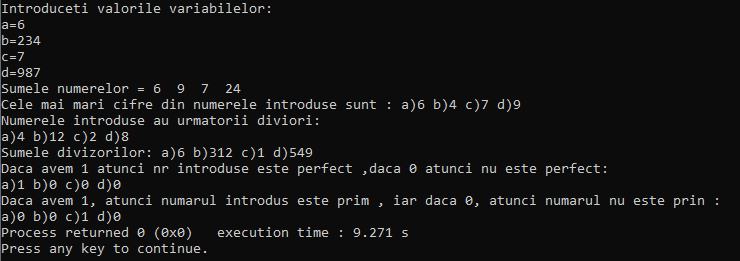 Introduceti valorile variabilelor:
a=6
b=234
c=7
d=987
Sumele numerelor = 6  9  7  24
Cele mai mari cifre din numerele introduse sunt : a)6 b)4 c)7 d)9
Numerele introduse au urmatorii diviori:
a)4 b)12 c)2 d)8
Sumele divizorilor: a)6 b)312 c)1 d)549
Daca avem 1 atunci nr introduse este perfect ,daca 0 atunci nu este perfect:
a)1 b)0 c)0 d)0
Daca avem 1, atunci numarul introdus este prim , iar daca 0, atunci numarul nu este prin :
a)0 b)0 c)1 d)0
Process returned 0 (0x0)   execution time : 9.271 s
Press any key to continue.